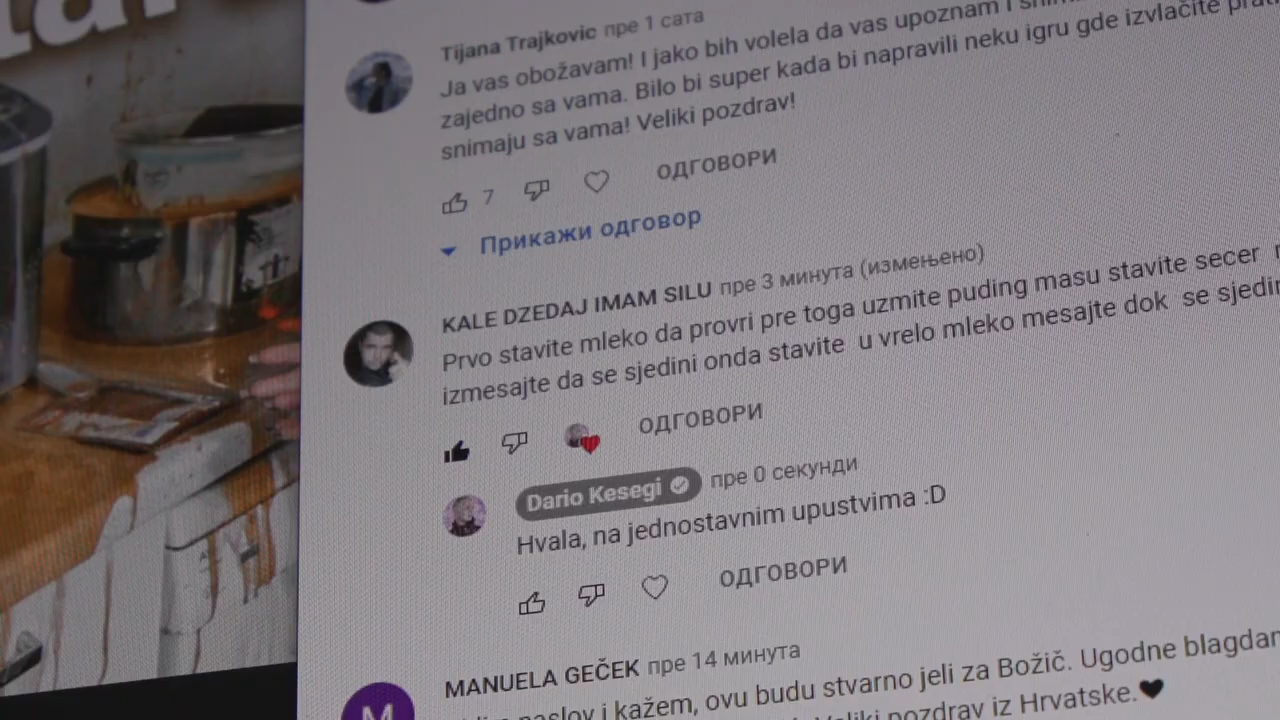 Tijana Trajkovic пре 1 сата
Ja vas obožavam! I jako bih volela da vas upoznam i
zajedno sa vama. Bilo bi super kada bi napravili neku igru gde izvlačite
snimaju sa vama! Veliki pozdrav!
7 ОДГОВОРИ
Прикажи одговор
KALE DZEDAJ IMAM SILU пре 3 минута (измењено)
Prvo stavite mleko da provri pre toga uzmite puding masu stavite secer
izmesajte da se sjedini onda stavite u vrelo mleko mesajte dok se
ОДГОВОРИ
Dario Kesegi пре 0 секунди
Hvala, na jednostavnim upustvima :D
ОДГОВОРИ
MANUELA GEČEK пре 14 минута
M
naslov i kažem, ovu budu stvarno jeli za Božič. Ugodne
Veliki pozdrav iz Hrvatske.🖤